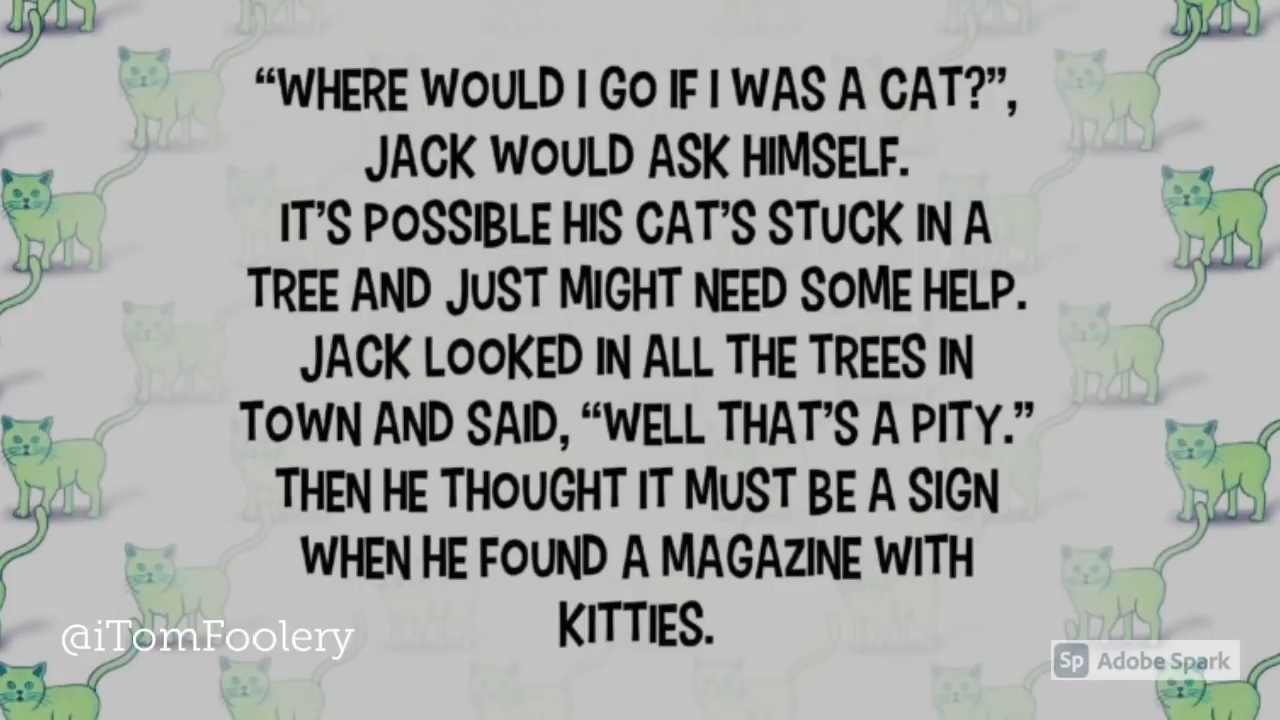 “WHERE WOULD I GO IF I WAS A CAT?”,
JACK WOULD ASK HIMSELF.
IT’S POSSIBLE HIS CAT’S STUCK IN A
TREE AND JUST MIGHT NEED SOME HELP.
JACK LOOKED IN ALL THE TREES IN
TOWN AND SAID, “WELL THAT’S A PITY.”
THEN HE THOUGHT IT MUST BE A SIGN
WHEN HE FOUND A MAGAZINE WITH
KITTIES.
@iTomFoolery
Sp Adobe Spark